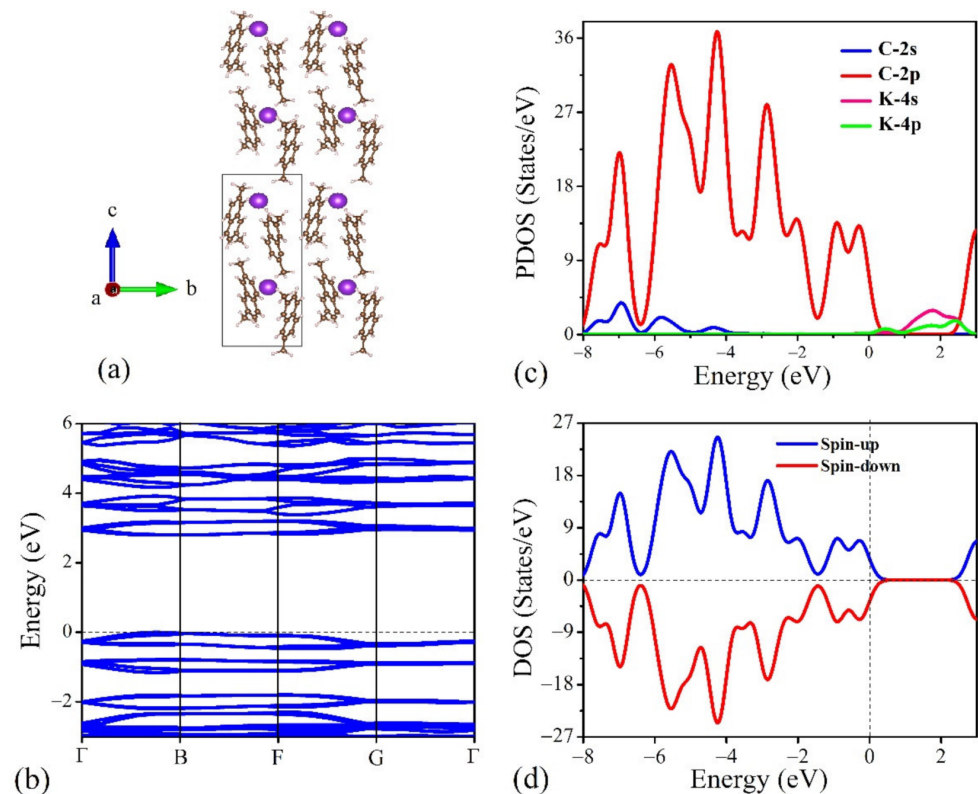 c
b
a
(a)
36
27
18
9
0
PDOS (States/eV)
C-2s
C-2p
K-4s
K-4p
-8 -6 -4 -2 0 2
Energy (eV)
(c)
6
4
2
0
−2
Energy (eV)
Γ B F G Γ
(b)
27
18
9
0
−9
−18
−27
DOS (States/eV)
Spin-up
Spin-down
−8 −6 −4 −2 0 2
Energy (eV)
(d)